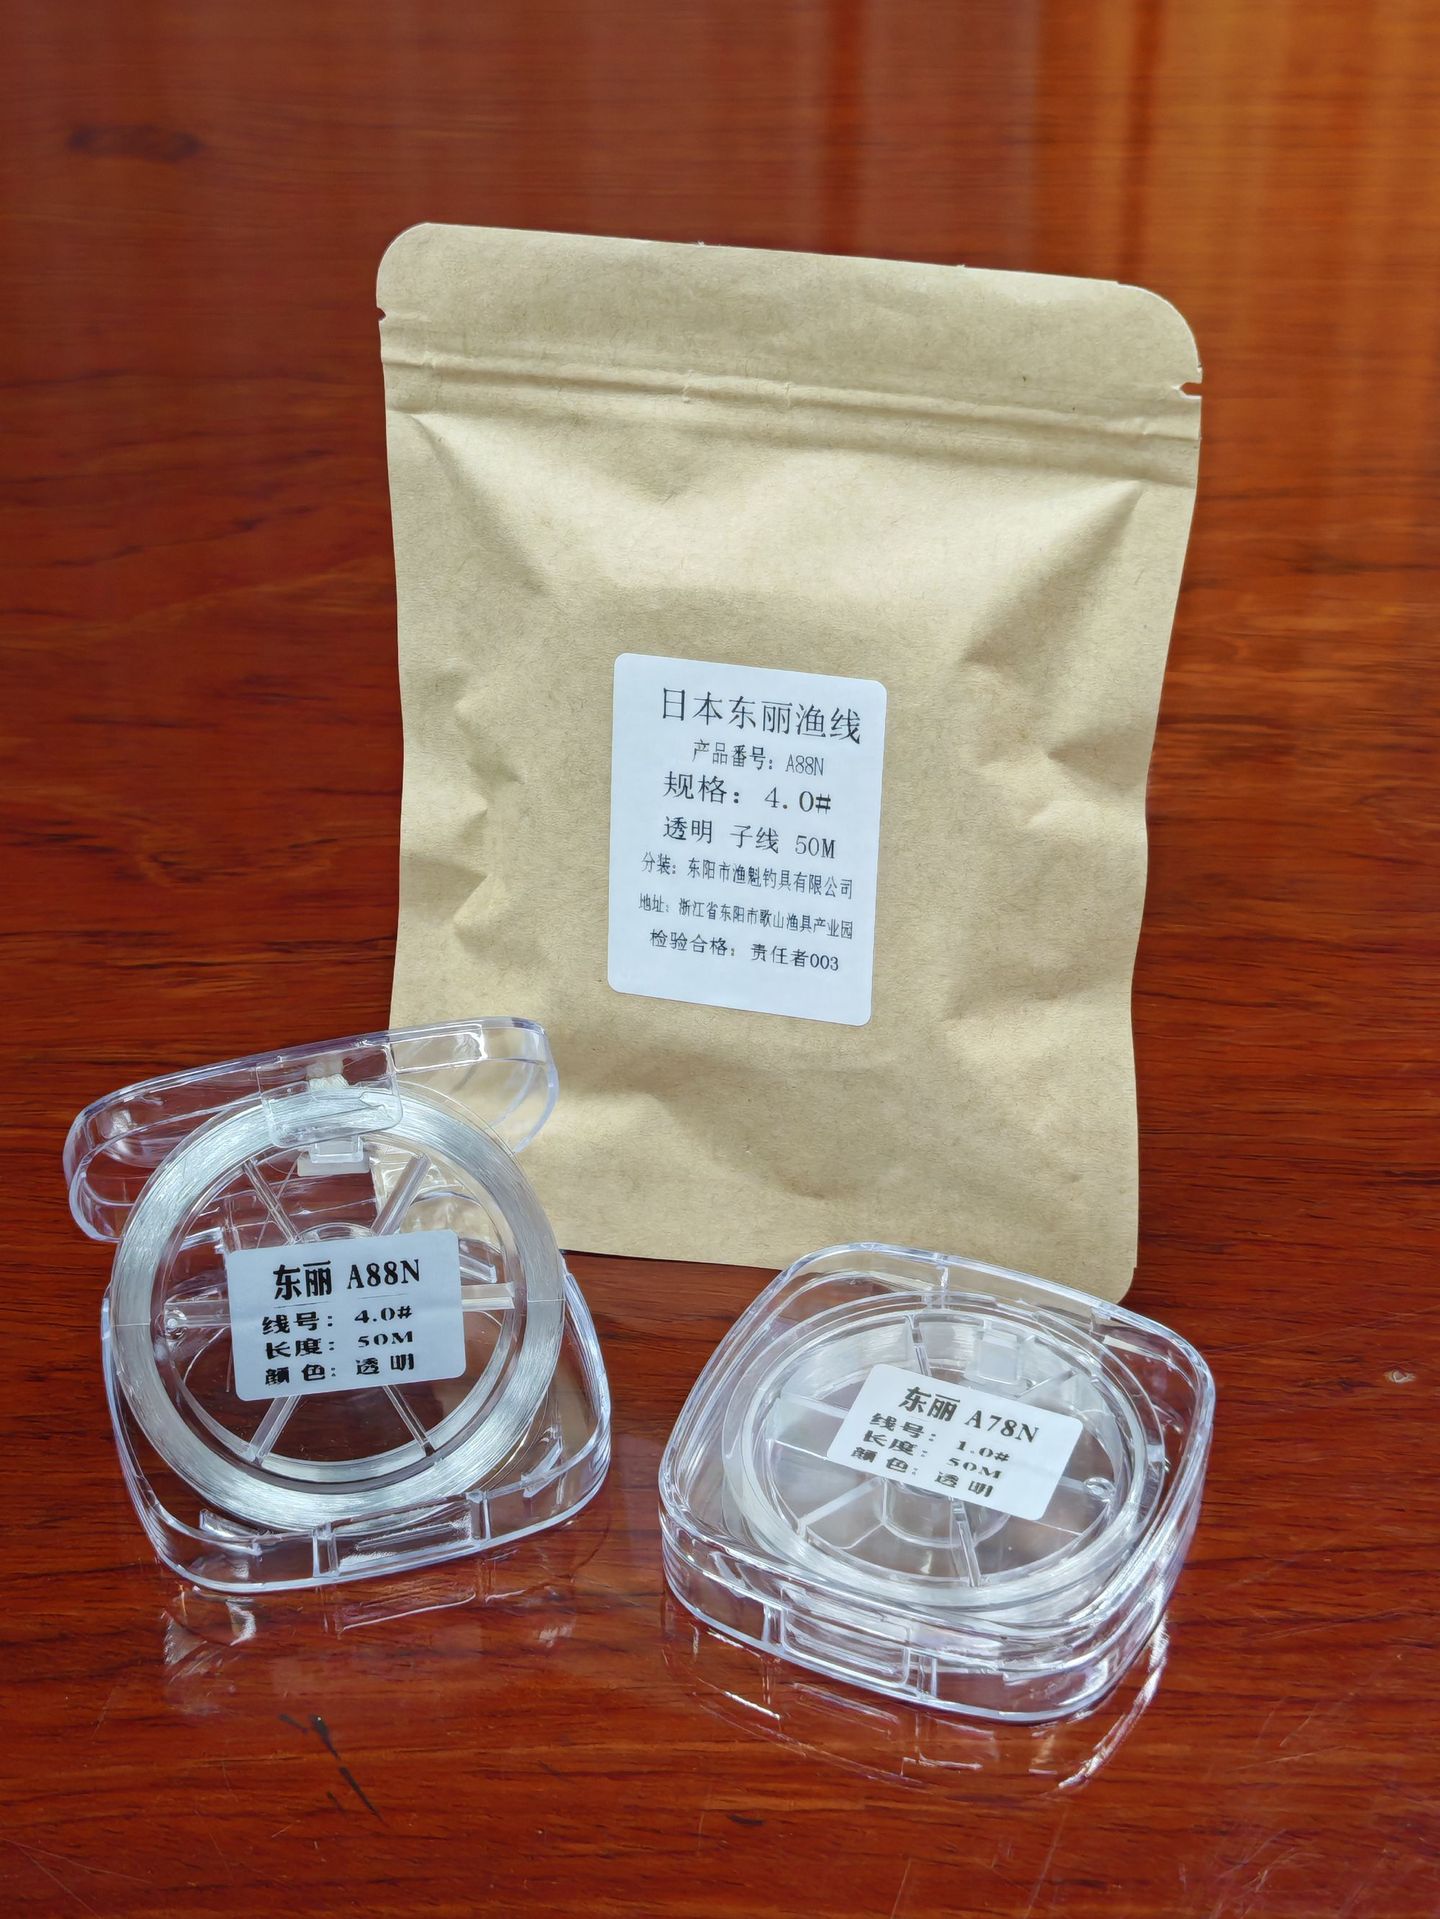 日本东丽渔线
产品番号：A88N
规格：4.0#
透明 子线 50M
分装：东阳市渔魁钓具有限公司
地址：浙江省东阳市歌山渔具产业园
检验合格：责任者003
东丽 A88N
线号：4.0#
长度：50M
颜色：透明
东丽 A78N
线号：1.0#
长度：50M
颜色：透明